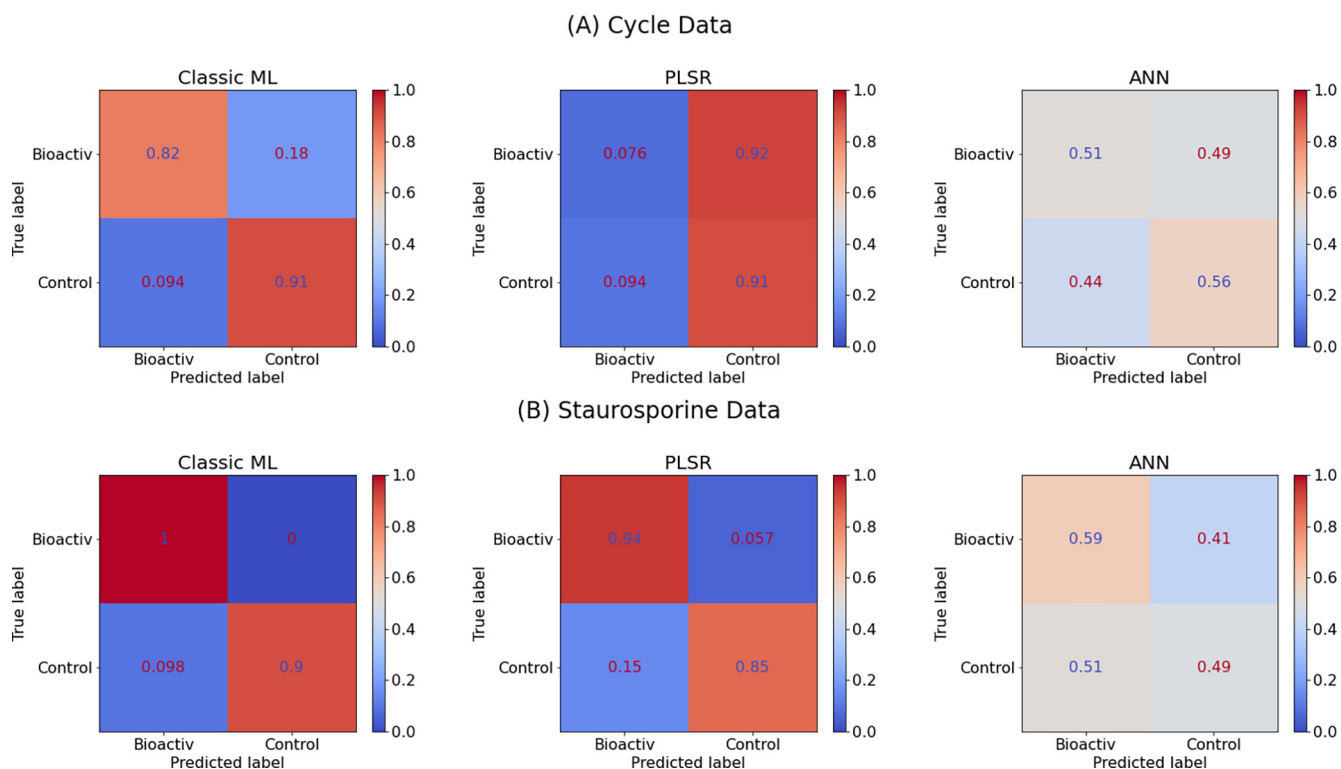 (A) Cycle Data
Classic ML
True label
Bioactiv
Control
0.82
0.18
0.094
0.91
Bioactiv
Control
Predicted label
1.0
0.8
0.6
0.4
0.2
0.0
PLSR
True label
Bioactiv
Control
0.076
0.92
0.094
0.91
Bioactiv
Control
Predicted label
1.0
0.8
0.6
0.4
0.2
0.0
ANN
True label
Bioactiv
Control
0.51
0.49
0.44
0.56
Bioactiv
Control
Predicted label
1.0
0.8
0.6
0.4
0.2
0.0
(B) Staurosporine Data
Classic ML
True label
Bioactiv
Control
1
0
0.098
0.9
Bioactiv
Control
Predicted label
1.0
0.8
0.6
0.4
0.2
0.0
PLSR
True label
Bioactiv
Control
0.94
0.057
0.15
0.85
Bioactiv
Control
Predicted label
1.0
0.8
0.6
0.4
0.2
0.0
ANN
True label
Bioactiv
Control
0.59
0.41
0.51
0.49
Bioactiv
Control
Predicted label
1.0
0.8
0.6
0.4
0.2
0.0